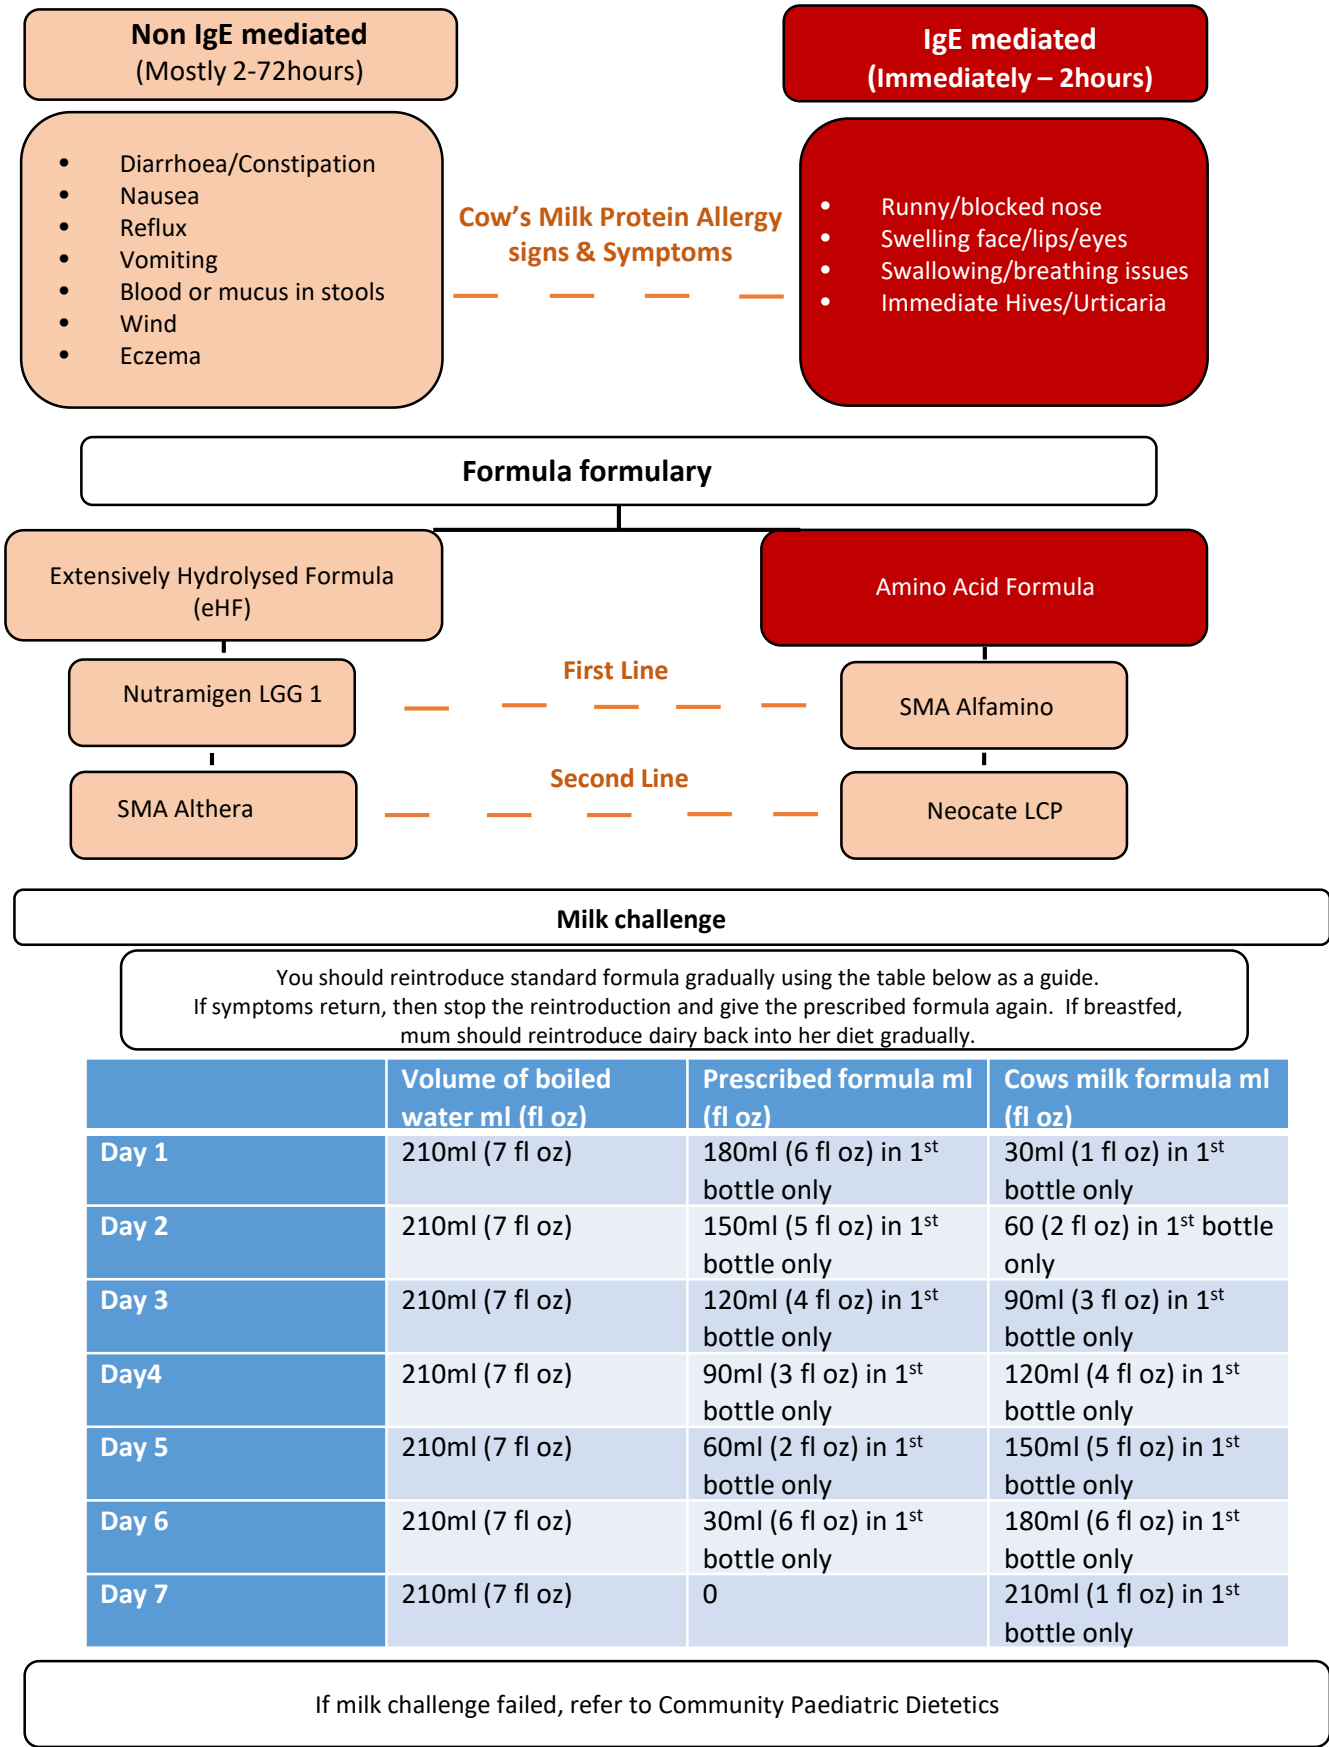 Non IgE mediated
(Mostly 2-72hours)
IgE mediated
(Immediately – 2hours)
• Diarrhoea/Constipation
• Nausea
• Reflux
• Vomiting
• Blood or mucus in stools
• Wind
• Eczema
Cow's Milk Protein Allergy
signs & Symptoms
• Runny/blocked nose
• Swelling face/lips/eyes
• Swallowing/breathing issues
• Immediate Hives/Urticaria
Formula formulary
Extensively Hydrolysed Formula
(eHF)
Amino Acid Formula
Nutramigen LGG 1
First Line
SMA Alfamino
SMA Althera
Second Line
Neocate LCP
Milk challenge
You should reintroduce standard formula gradually using the table below as a guide.
If symptoms return, then stop the reintroduction and give the prescribed formula again.  If breastfed,
mum should reintroduce dairy back into her diet gradually.
Volume of boiled
water ml (fl oz)
Prescribed formula ml
(fl oz)
Cows milk formula ml
(fl oz)
Day 1
210ml (7 fl oz)
180ml (6 fl oz) in 1st
bottle only
30ml (1 fl oz) in 1st
bottle only
Day 2
210ml (7 fl oz)
150ml (5 fl oz) in 1st
bottle only
60 (2 fl oz) in 1st bottle
only
Day 3
210ml (7 fl oz)
120ml (4 fl oz) in 1st
bottle only
90ml (3 fl oz) in 1st
bottle only
Day4
210ml (7 fl oz)
90ml (3 fl oz) in 1st
bottle only
120ml (4 fl oz) in 1st
bottle only
Day 5
210ml (7 fl oz)
60ml (2 fl oz) in 1st
bottle only
150ml (5 fl oz) in 1st
bottle only
Day 6
210ml (7 fl oz)
30ml (6 fl oz) in 1st
bottle only
180ml (6 fl oz) in 1st
bottle only
Day 7
210ml (7 fl oz)
0
210ml (1 fl oz) in 1st
bottle only
If milk challenge failed, refer to Community Paediatric Dietetics